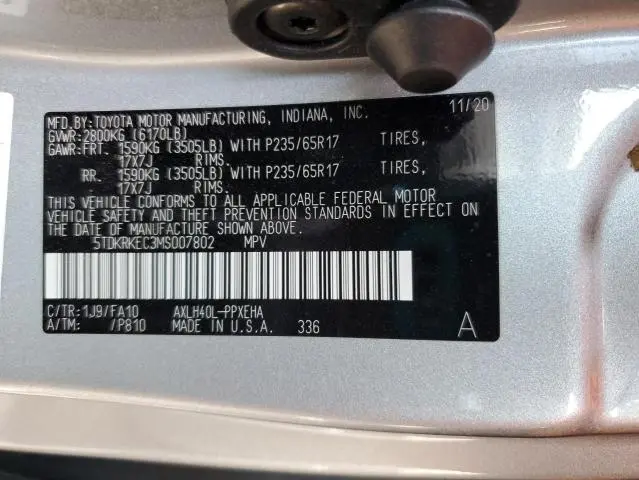 MFD.BY:TOYOTA MOTOR MANUFACTURING, INDIANA, INC. 11/20
GVWR:2800KG (6170LB)
GAWR:FRT. 1590KG (3505LB) WITH P235/65R17 TIRES,
17X7J RIMS.
RR. 1590KG (3505LB) WITH P235/65R17 TIRES,
17X7J RIMS.
THIS VEHICLE CONFORMS TO ALL APPLICABLE FEDERAL MOTOR
VEHICLE SAFETY AND THEFT PREVENTION STANDARDS IN EFFECT ON
THE DATE OF MANUFACTURE SHOWN ABOVE.
5TDKRKEC3MS007802 MPV
C/TR:1J9/FA10 AXLH40L-PPXEHA
A/TM: /P810 MADE IN U.S.A. 336 A